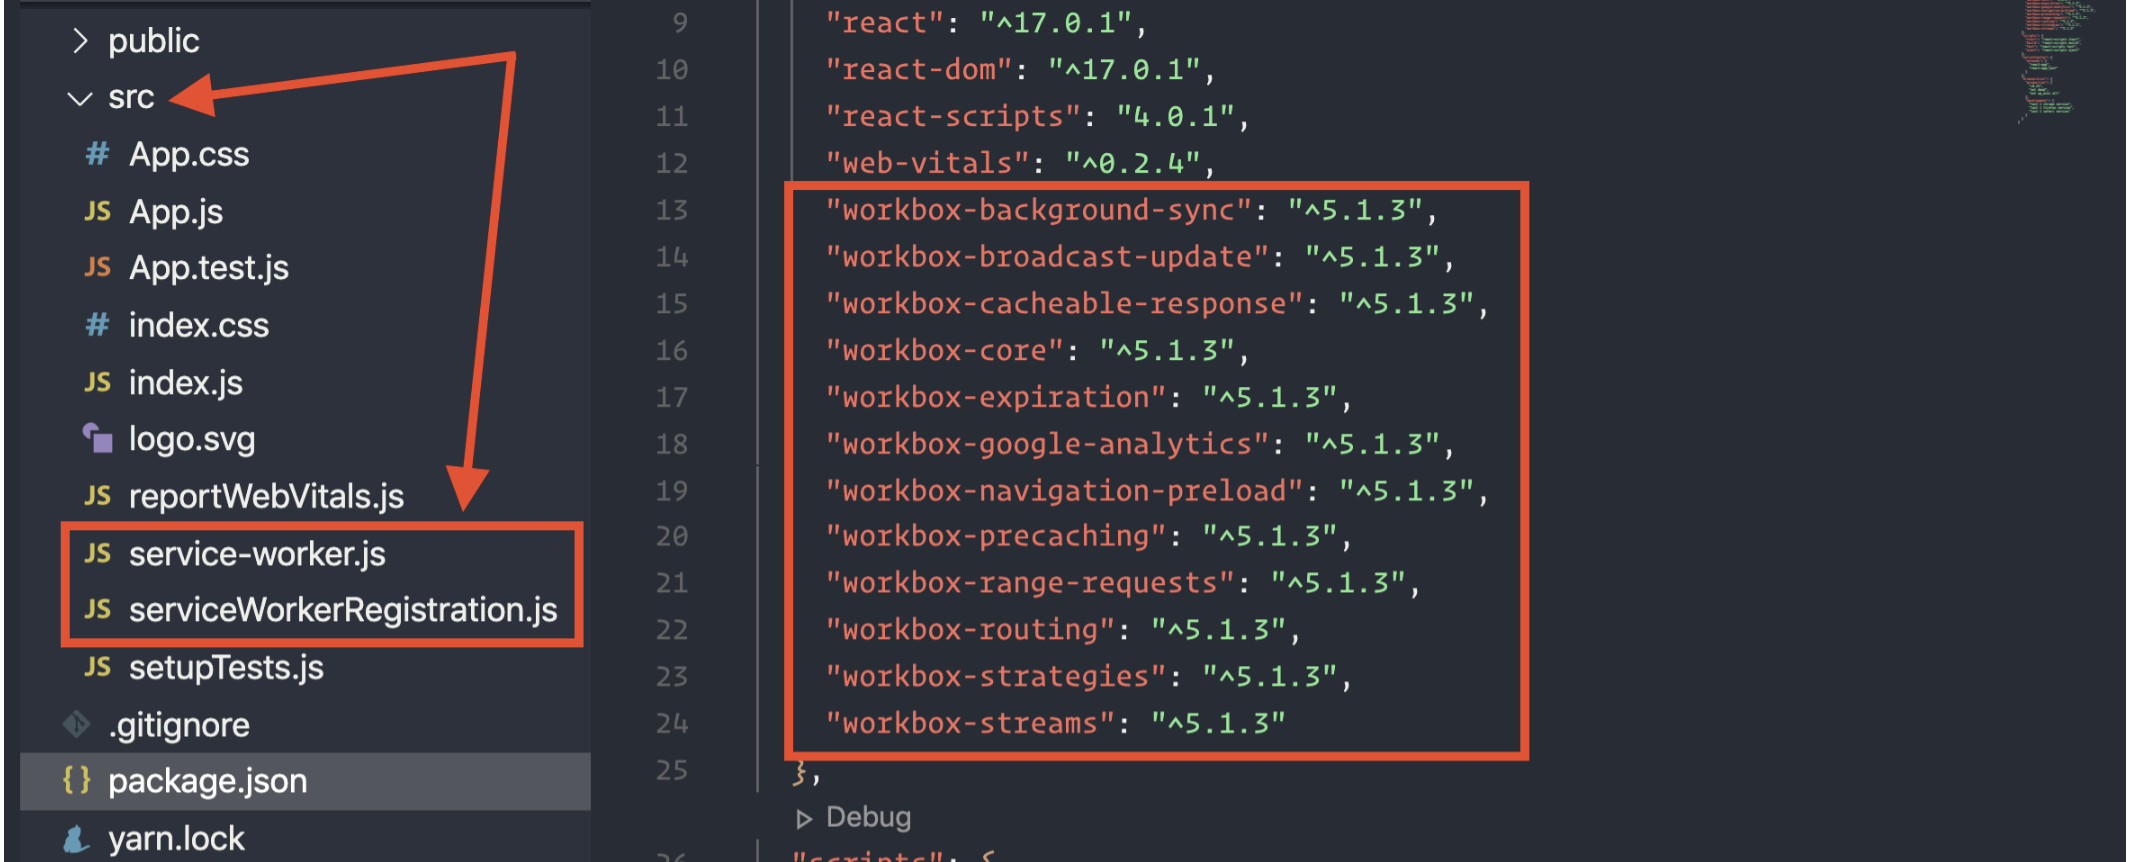 public
src
# App.css
JS App.js
JS App.test.js
# index.css
JS index.js
logo.svg
JS reportWebVitals.js
JS service-worker.js
JS serviceWorkerRegistration.js
JS setupTests.js
.gitignore
{} package.json
yarn.lock
9 "react": "^17.0.1",
10 "react-dom": "^17.0.1",
11 "react-scripts": "4.0.1",
12 "web-vitals": "^0.2.4",
13 "workbox-background-sync": "^5.1.3",
14 "workbox-broadcast-update": "^5.1.3",
15 "workbox-cacheable-response": "^5.1.3",
16 "workbox-core": "^5.1.3",
17 "workbox-expiration": "^5.1.3",
18 "workbox-google-analytics": "^5.1.3",
19 "workbox-navigation-preload": "^5.1.3",
20 "workbox-precaching": "^5.1.3",
21 "workbox-range-requests": "^5.1.3",
22 "workbox-routing": "^5.1.3",
23 "workbox-strategies": "^5.1.3",
24 "workbox-streams": "^5.1.3"
25 },
Debug
26 "scripts": {